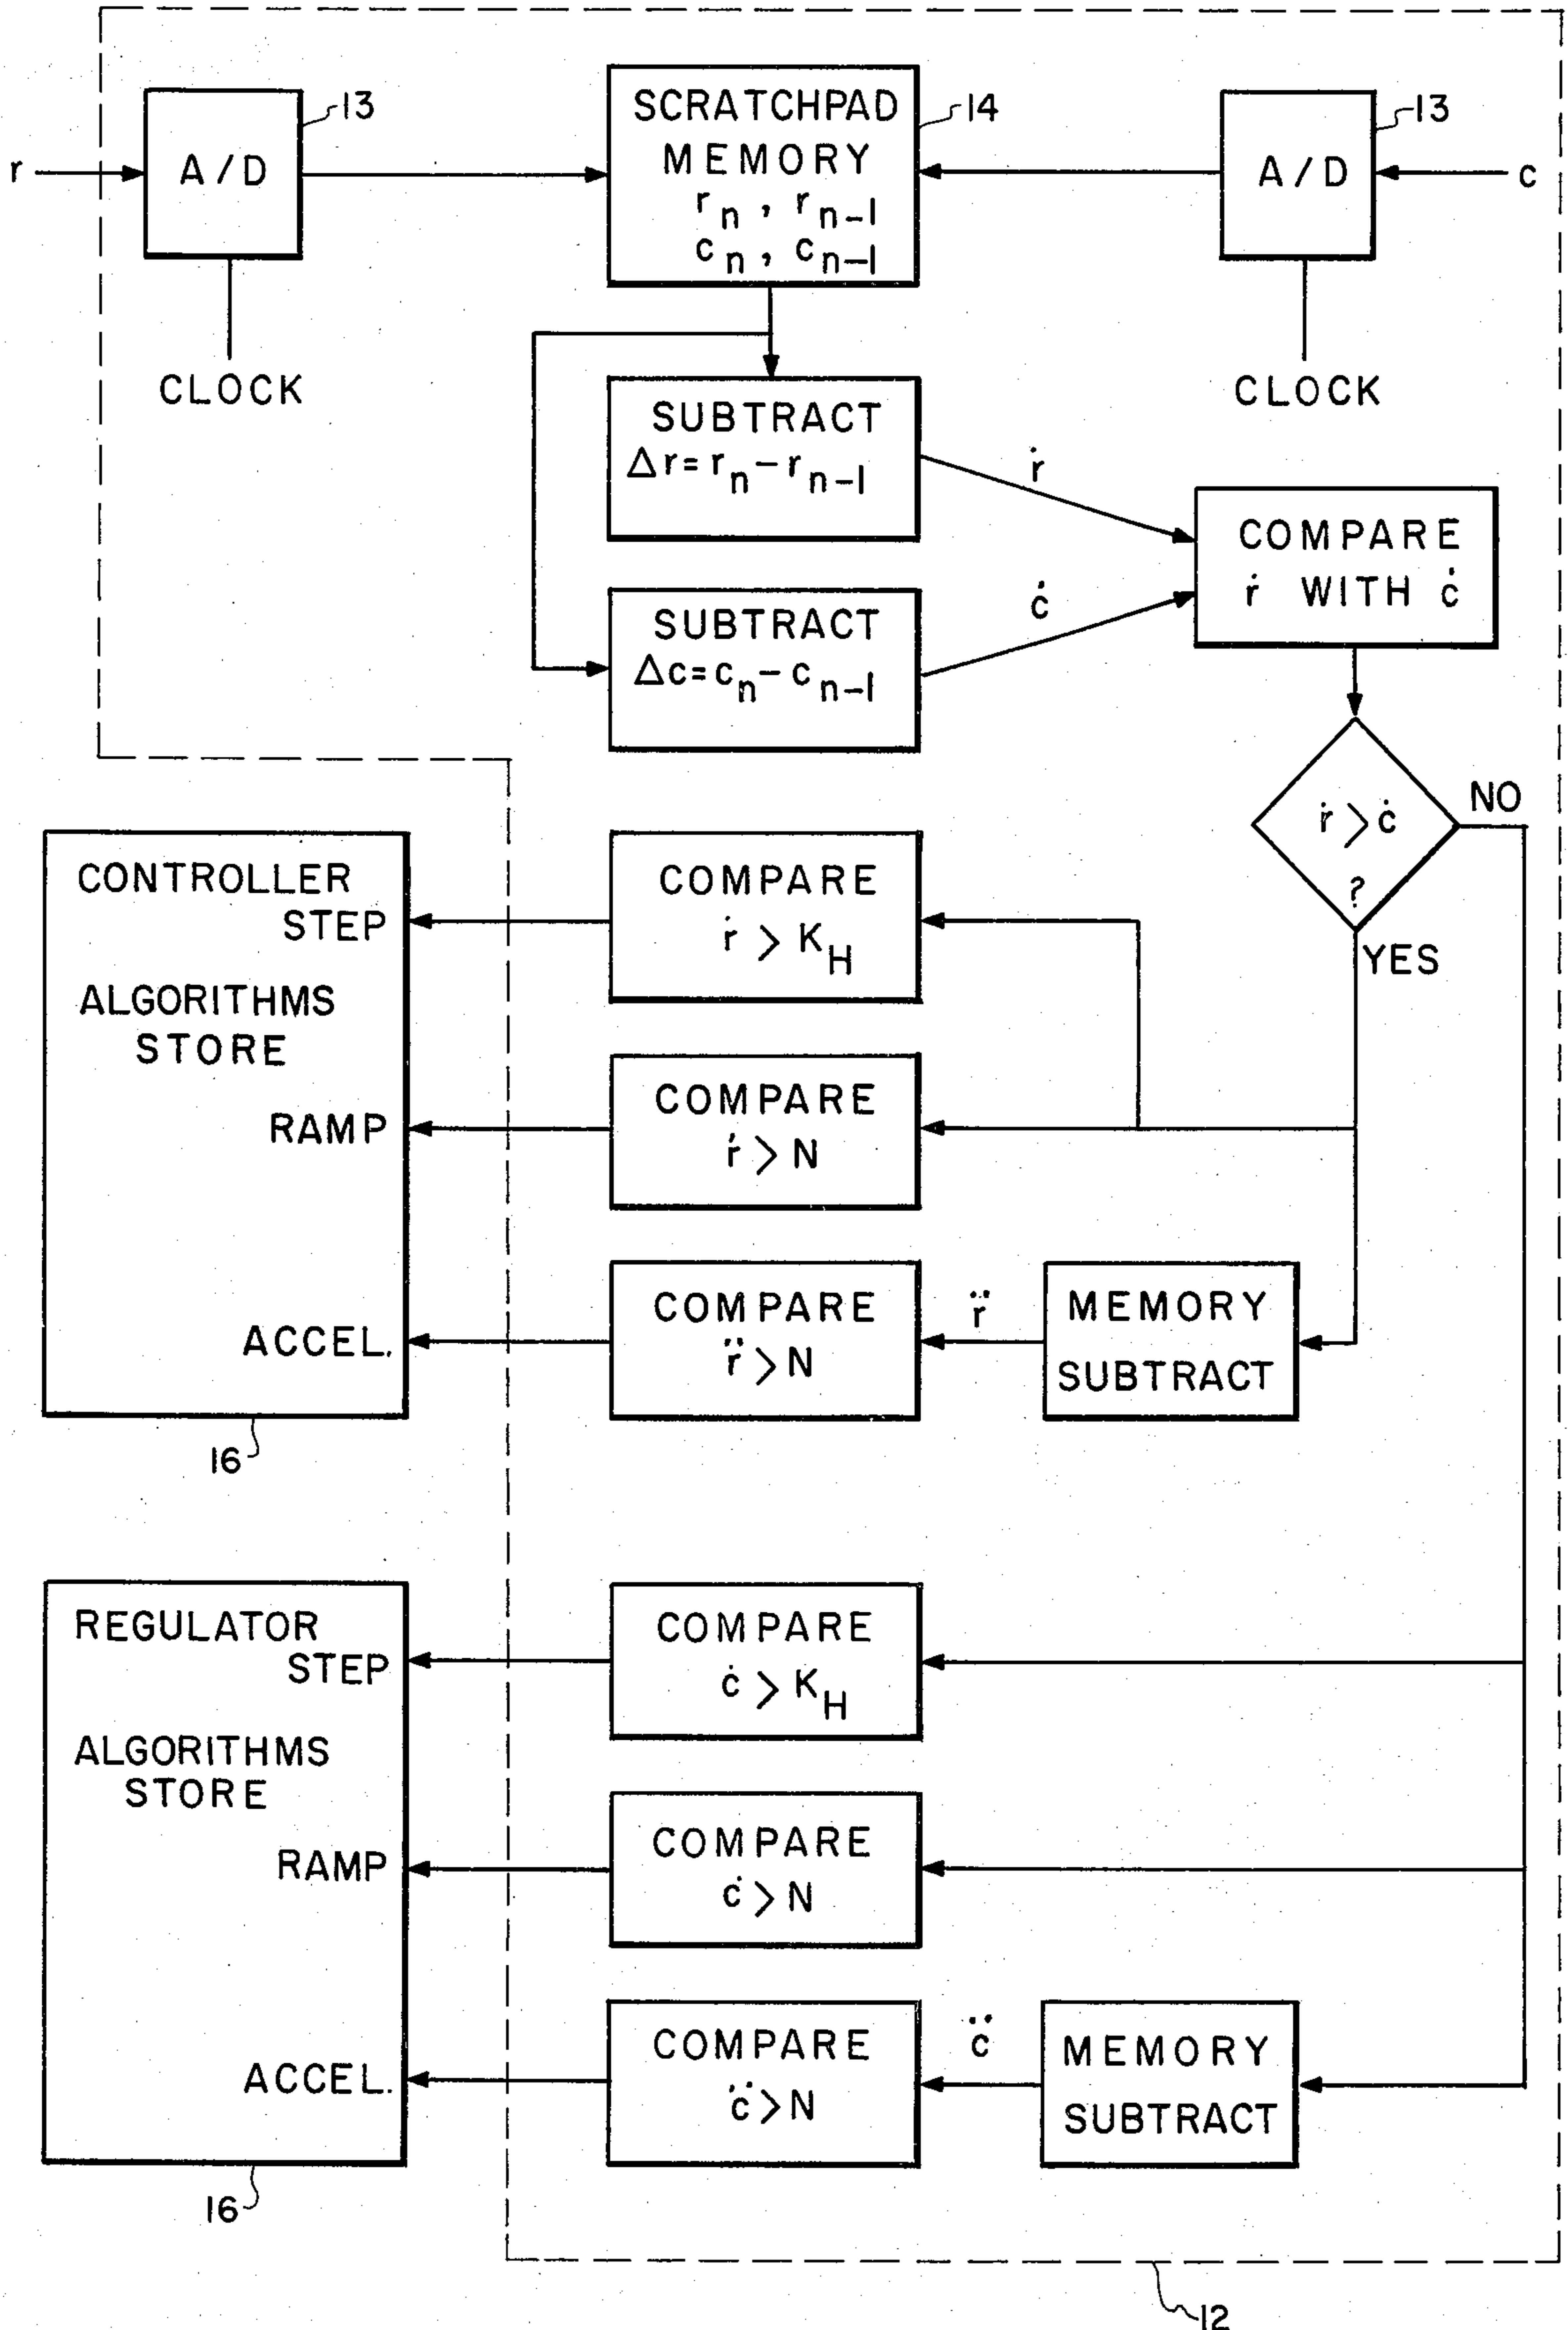 13
r
A/D
CLOCK
SCRATCHPAD
MEMORY
rₙ , rₙ₋₁
cₙ , cₙ₋₁
14
13
A/D
c
CLOCK
SUBTRACT
Δr=rₙ−rₙ₋₁
ṙ
SUBTRACT
Δc=cₙ−cₙ₋₁
ċ
COMPARE
ṙ WITH ċ
ṙ > ċ
?
NO
YES
CONTROLLER
STEP
ALGORITHMS
STORE
RAMP
ACCEL.
16
COMPARE
ṙ > K_H
COMPARE
ṙ > N
COMPARE
r̈ > N
r̈
MEMORY
SUBTRACT
REGULATOR
STEP
ALGORITHMS
STORE
RAMP
ACCEL.
16
COMPARE
ċ > K_H
COMPARE
ċ > N
COMPARE
c̈ > N
c̈
MEMORY
SUBTRACT
12